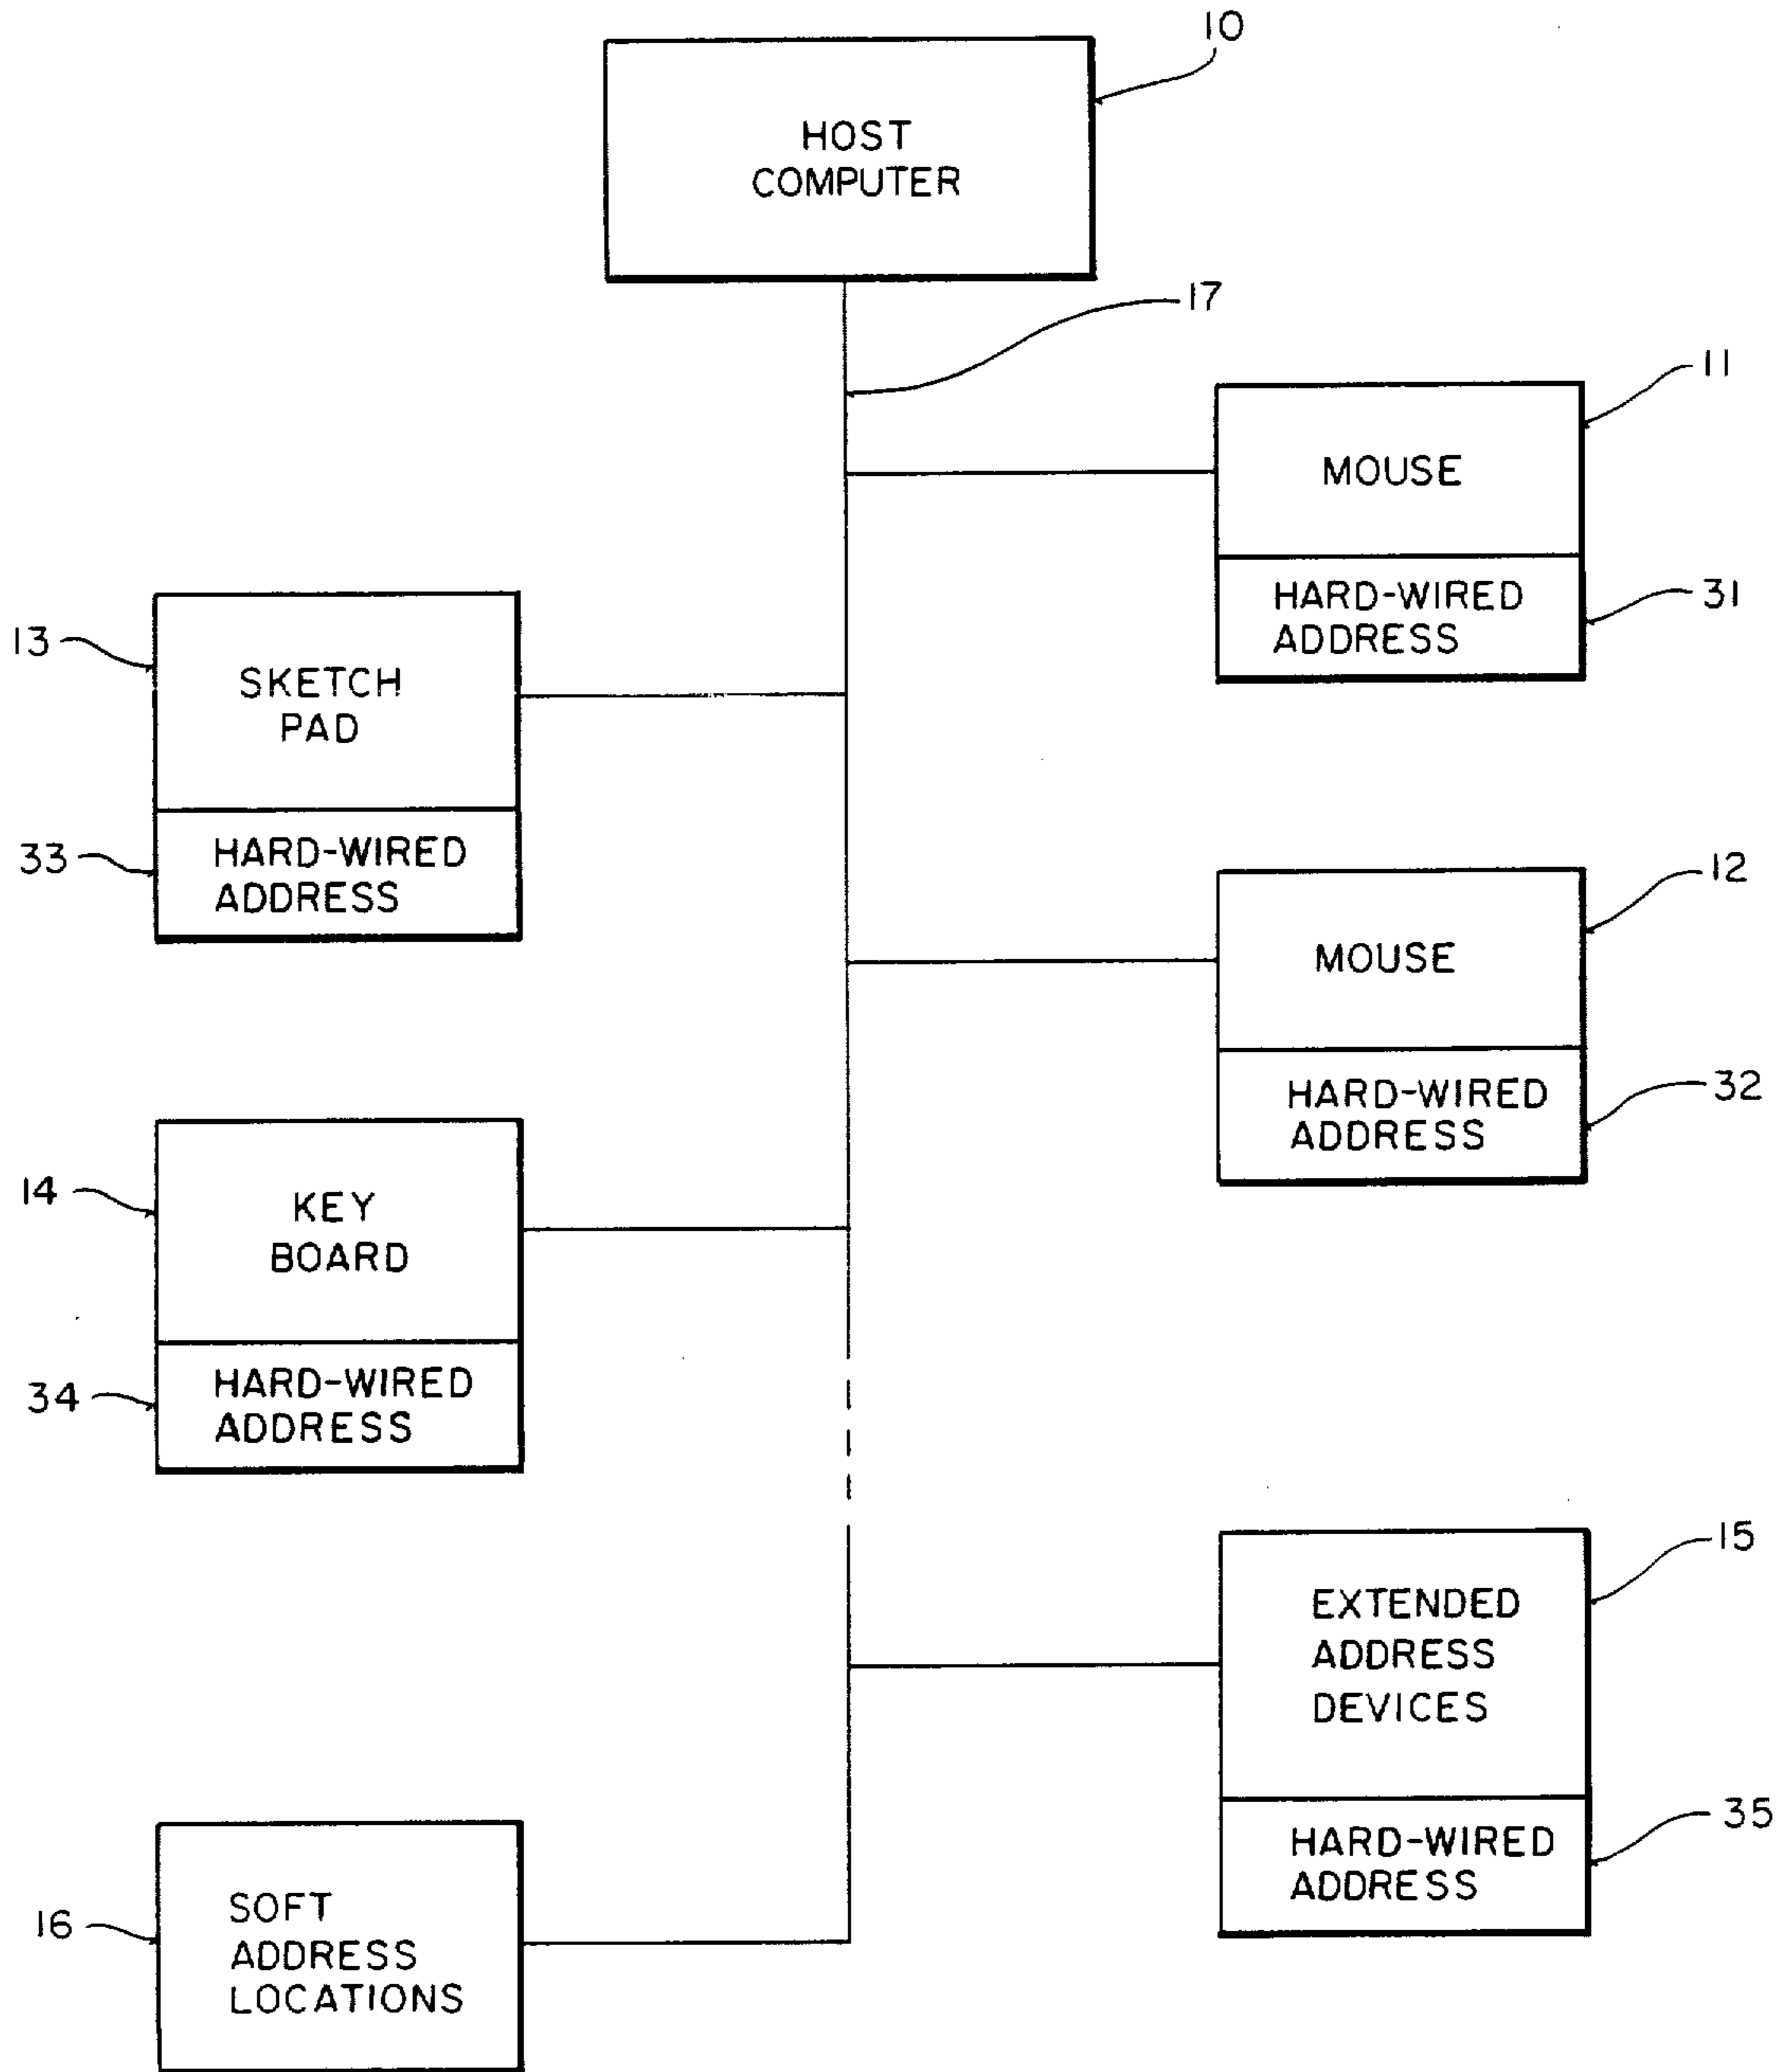 10
HOST
COMPUTER
17
11
MOUSE
HARD-WIRED
ADDRESS
31
13
SKETCH
PAD
33
HARD-WIRED
ADDRESS
12
MOUSE
HARD-WIRED
ADDRESS
32
14
KEY
BOARD
34
HARD-WIRED
ADDRESS
15
EXTENDED
ADDRESS
DEVICES
HARD-WIRED
ADDRESS
35
16
SOFT
ADDRESS
LOCATIONS